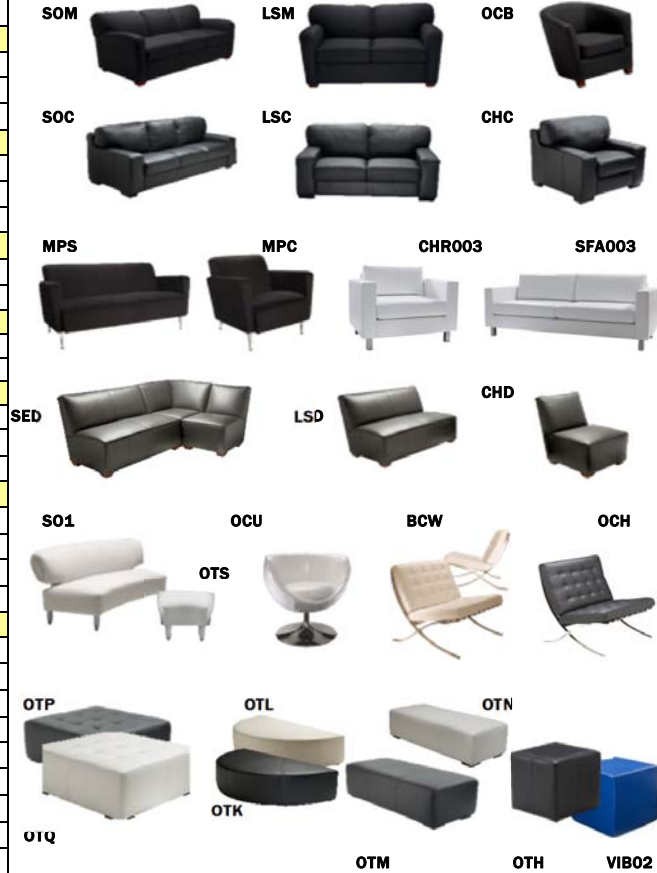 SOM LSM OCB
SOC LSC CHC
MPS MPC CHR003 SFA003
SED LSD CHD
SO1 OCU BCW OCH
OTS
OTP OTL OTN
OTK
OTQ
OTM OTH VIB02